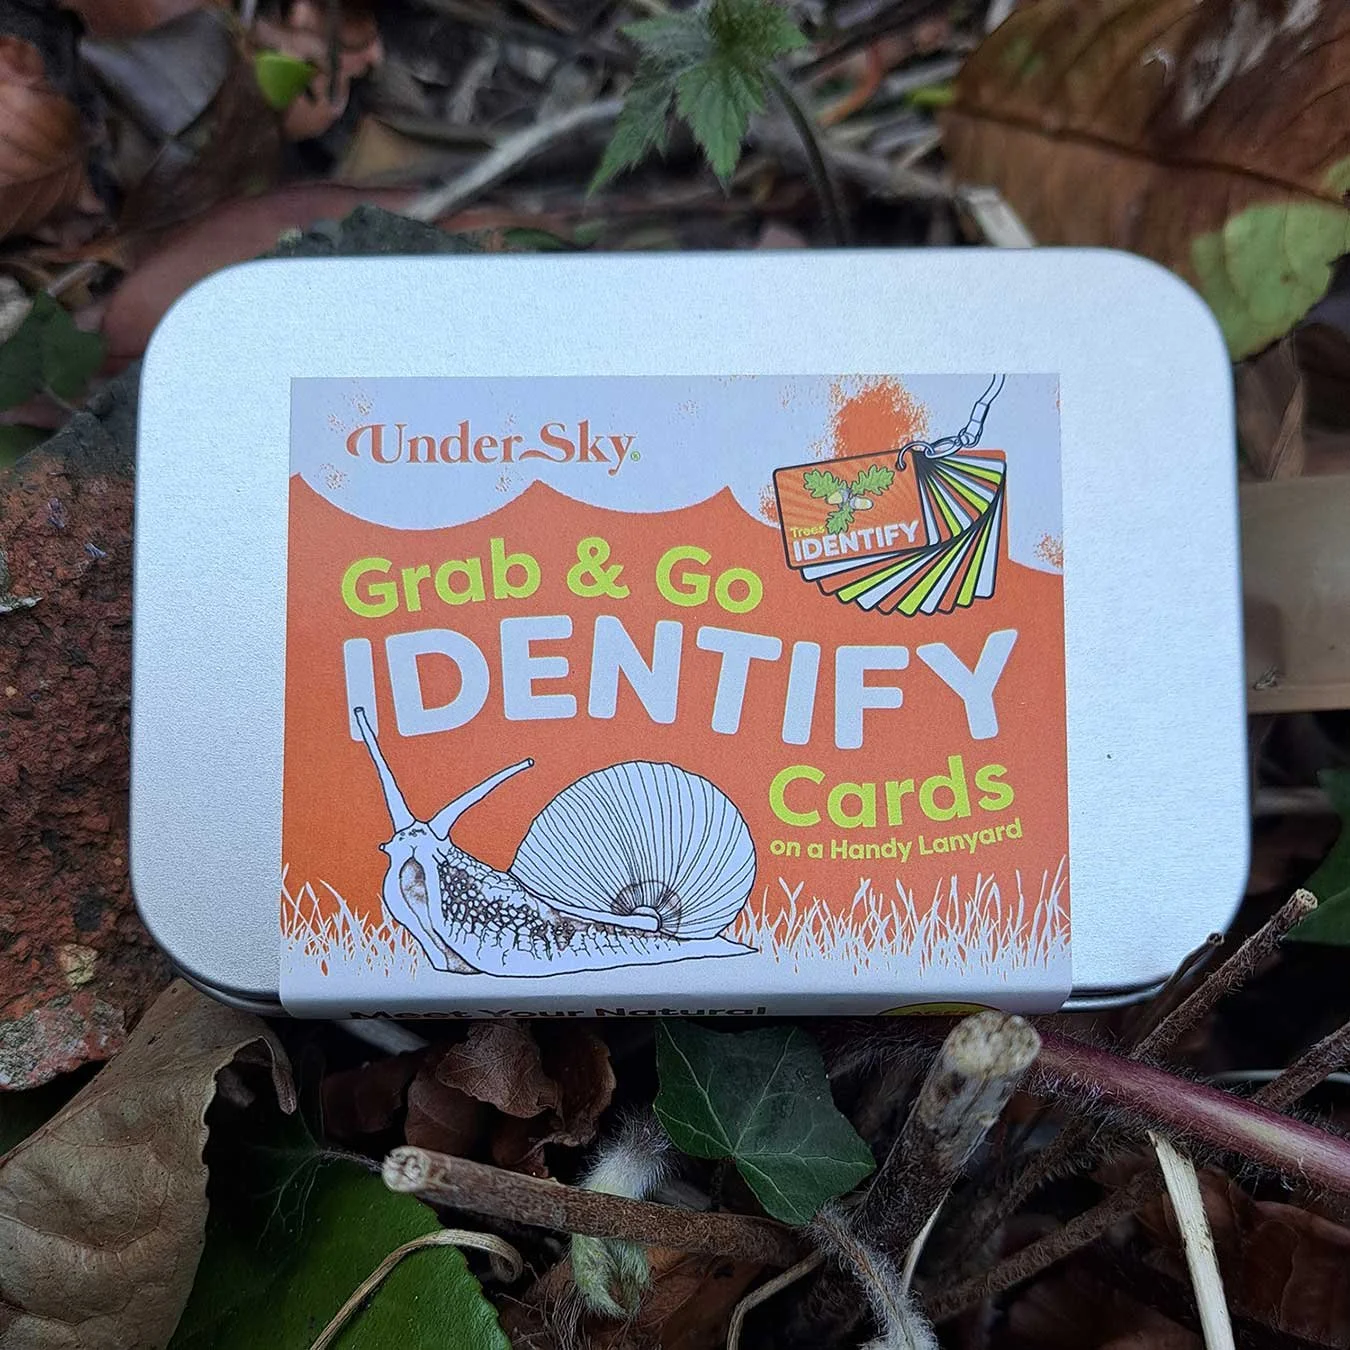 Under Sky®
Trees
IDENTIFY
Grab & Go
IDENTIFY
Cards
on a Handy Lanyard
Meet Your Natural